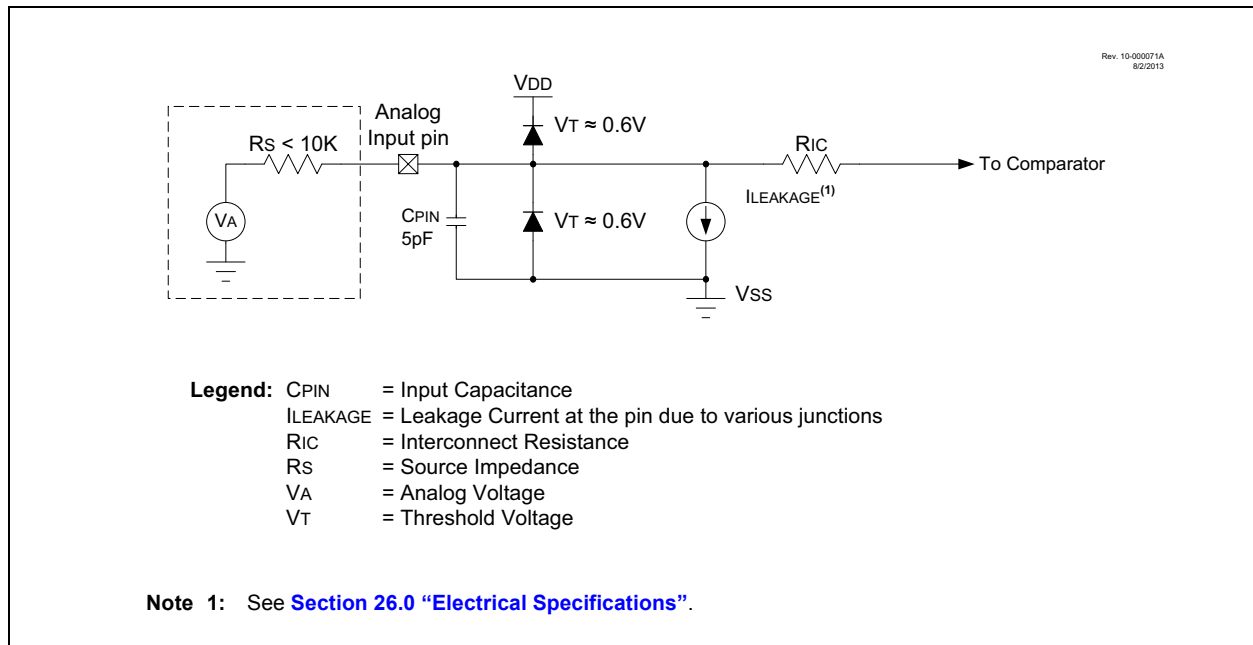 Rev. 10-000071A
8/2/2013
VDD
Analog
Input pin
VT ≈ 0.6V
RS < 10K
RIC
To Comparator
ILEAKAGE(1)
VA
CPIN
5pF
VT ≈ 0.6V
VSS
Legend: CPIN = Input Capacitance
ILEAKAGE = Leakage Current at the pin due to various junctions
RIC = Interconnect Resistance
RS = Source Impedance
VA = Analog Voltage
VT = Threshold Voltage
Note 1: See Section 26.0 “Electrical Specifications”.